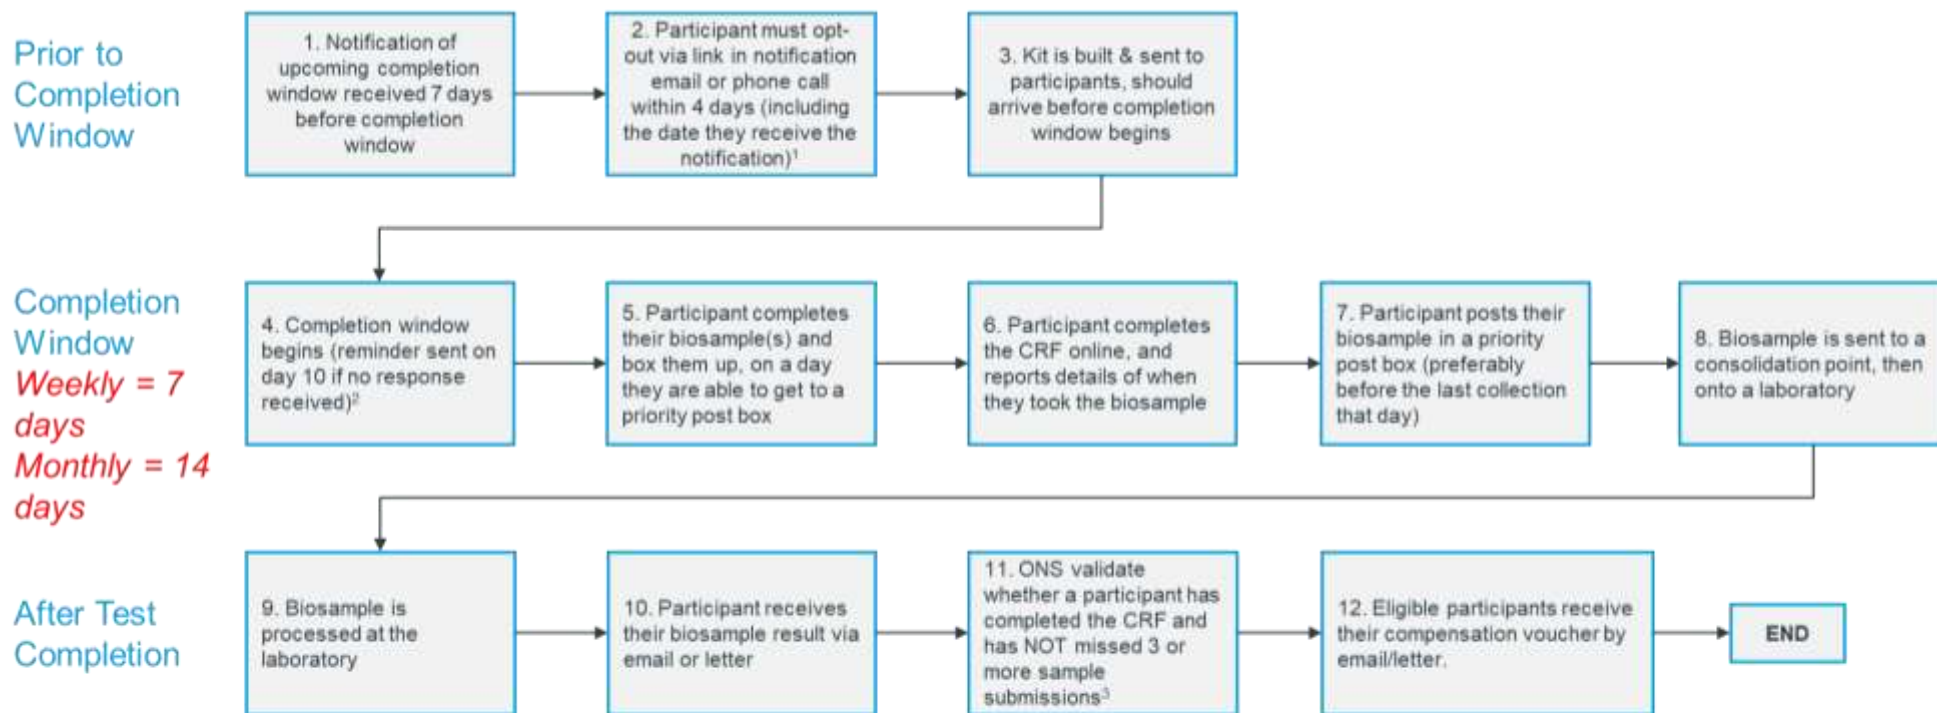 Prior to
Completion
Window
1. Notification of
upcoming completion
window received 7 days
before completion
window
2. Participant must opt-
out via link in notification
email or phone call
within 4 days (including
the date they receive the
notification)¹
3. Kit is built & sent to
participants, should
arrive before completion
window begins
Completion
Window
Weekly = 7
days
Monthly = 14
days
4. Completion window
begins (reminder sent on
day 10 if no response
received)²
5. Participant completes
their biosample(s) and
box them up, on a day
they are able to get to a
priority post box
6. Participant completes
the CRF online, and
reports details of when
they took the biosample
7. Participant posts their
biosample in a priority
post box (preferably
before the last collection
that day)
8. Biosample is sent to a
consolidation point, then
onto a laboratory
After Test
Completion
9. Biosample is
processed at the
laboratory
10. Participant receives
their biosample result via
email or letter
11. ONS validate
whether a participant has
completed the CRF and
has NOT missed 3 or
more sample
submissions³
12. Eligible participants receive
their compensation voucher by
email/letter.
END